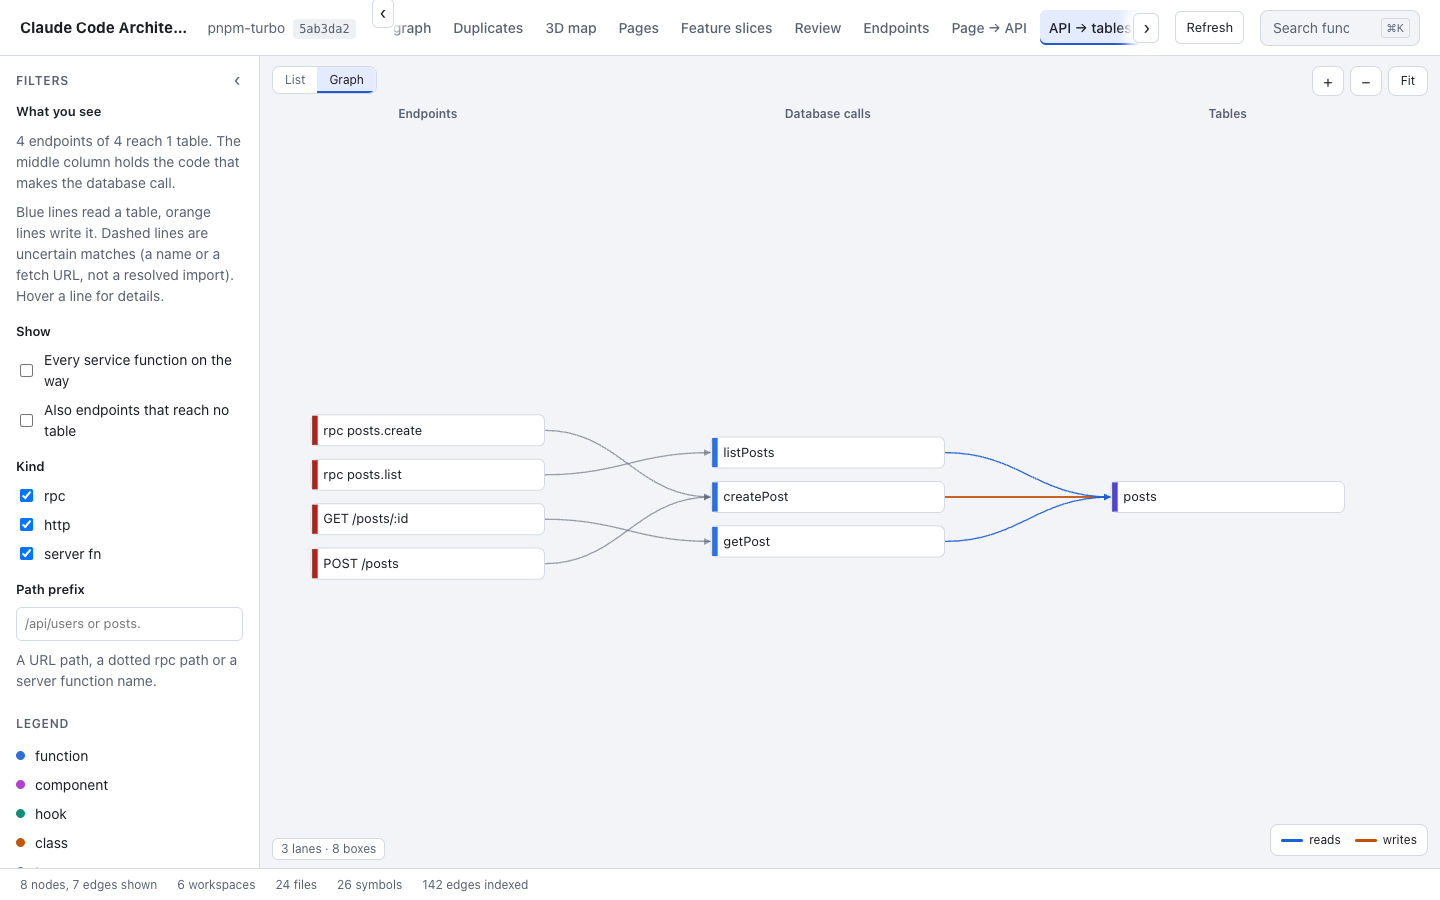 Claude Code Archite...
pnpm-turbo
5ab3da2
graph
Duplicates
3D map
Pages
Feature slices
Review
Endpoints
Page → API
API → tables
Refresh
Search func
⌘K
FILTERS
What you see
4 endpoints of 4 reach 1 table. The
middle column holds the code that
makes the database call.
Blue lines read a table, orange
lines write it. Dashed lines are
uncertain matches (a name or a
fetch URL, not a resolved import).
Hover a line for details.
Show
Every service function on the
way
Also endpoints that reach no
table
Kind
rpc
http
server fn
Path prefix
/api/users or posts.
A URL path, a dotted rpc path or a
server function name.
LEGEND
function
component
hook
class
List
Graph
+
−
Fit
Endpoints
Database calls
Tables
rpc posts.create
rpc posts.list
GET /posts/:id
POST /posts
listPosts
createPost
getPost
posts
3 lanes · 8 boxes
reads
writes
8 nodes, 7 edges shown
6 workspaces
24 files
26 symbols
142 edges indexed